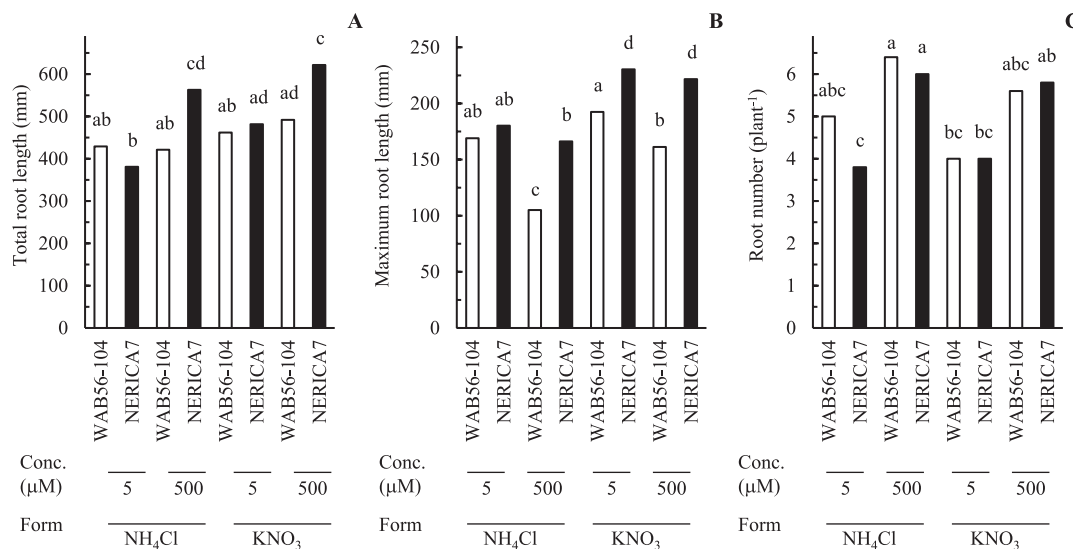 A
Total root length (mm)
600
500
400
300
200
100
0
ab
b
ab
cd
ab
ad
ad
c
WAB56-104
NERICA7
WAB56-104
NERICA7
WAB56-104
NERICA7
WAB56-104
NERICA7
B
Maximum root length (mm)
250
200
150
100
50
0
ab
ab
c
b
a
d
b
d
WAB56-104
NERICA7
WAB56-104
NERICA7
WAB56-104
NERICA7
WAB56-104
NERICA7
C
Root number (plant⁻¹)
6
5
4
3
2
1
0
abc
c
a
a
bc
bc
abc
ab
WAB56-104
NERICA7
WAB56-104
NERICA7
WAB56-104
NERICA7
WAB56-104
NERICA7
Conc.
(μM)
5
500
5
500
Form
NH₄Cl
KNO₃
Conc.
(μM)
5
500
5
500
Form
NH₄Cl
KNO₃
Conc.
(μM)
5
500
5
500
Form
NH₄Cl
KNO₃